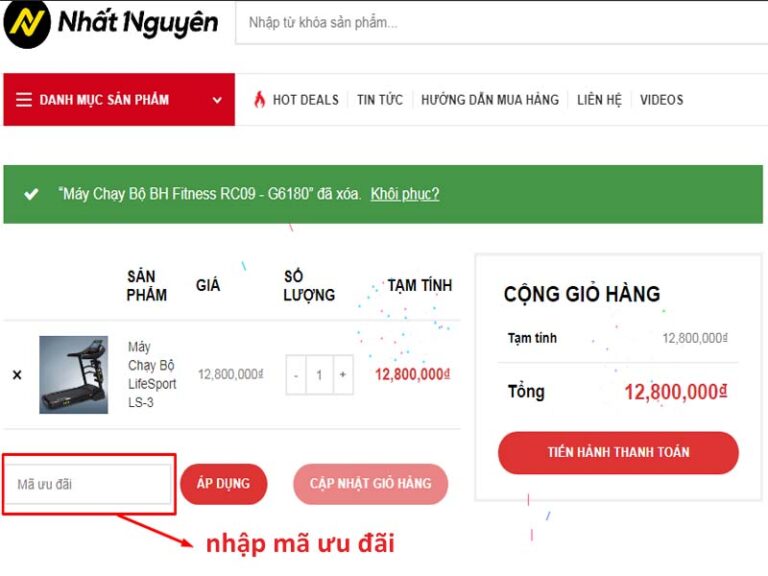 Nhất Nguyên
Nhập từ khóa sản phẩm...
DANH MỤC SẢN PHẨM
HOT DEALS
TIN TỨC
HƯỚNG DẪN MUA HÀNG
LIÊN HỆ
VIDEOS
“Máy Chạy Bộ BH Fitness RC09 - G6180” đã xóa. Khôi phục?
SẢN
PHẨM
GIÁ
SỐ
LƯỢNG
TẠM TÍNH
×
Máy
Chạy Bộ
LifeSport
LS-3
12,800,000₫
- 1 +
12,800,000₫
Mã ưu đãi
ÁP DỤNG
CẬP NHẬT GIỎ HÀNG
nhập mã ưu đãi
CỘNG GIỎ HÀNG
Tạm tính 12,800,000₫
Tổng 12,800,000₫
TIẾN HÀNH THANH TOÁN